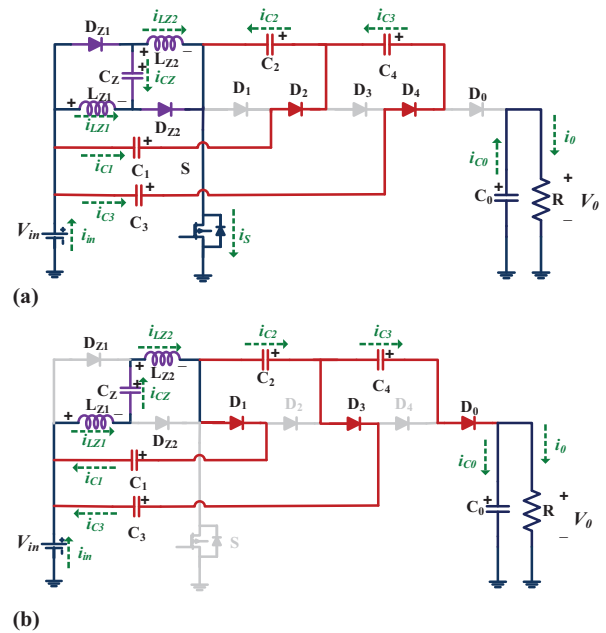 iLZ2 iC2 iC3
DZ1
+ − + +
LZ2 C2 C4
CZ + iCZ
+ LZ1 − D1 D2 D3 D4 D0
iLZ1 DZ2
iC0 i0
iC1 + S
C1
C0 + R + V0 −
iC3 +
C3
Vin + iin iS
(a)
iLZ2 iC2 iC3
DZ1
+ − + +
LZ2 C2 C4
CZ + iCZ
+ LZ1 − D1 D2 D3 D4 D0
iLZ1 DZ2
iC0 i0
iC1 +
C1
C0 + R + V0 −
iC3 +
C3
Vin + iin S
(b)